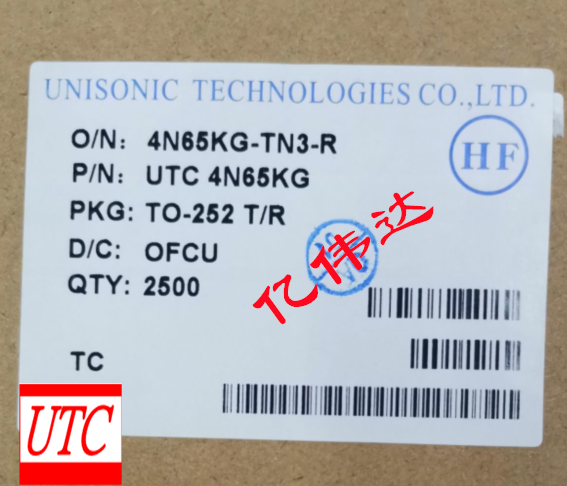 UNISONIC TECHNOLOGIES CO.,LTD.
O/N: 4N65KG-TN3-R
HF
P/N: UTC 4N65KG
PKG: TO-252 T/R
D/C: OFCU
QTY: 2500
亿伟达
TC
UTC